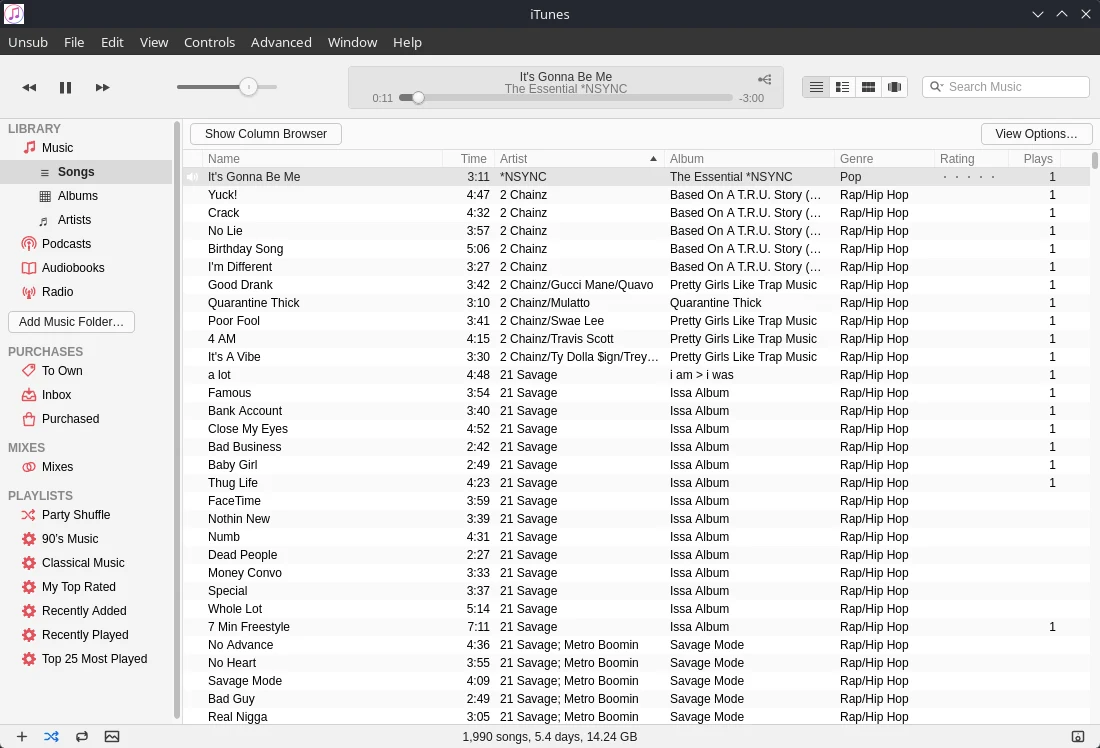 iTunes
Unsub File Edit View Controls Advanced Window Help
It's Gonna Be Me
The Essential *NSYNC
0:11 -3:00
Search Music
LIBRARY
Music
Songs
Albums
Artists
Podcasts
Audiobooks
Radio
Add Music Folder…
PURCHASES
To Own
Inbox
Purchased
MIXES
Mixes
PLAYLISTS
Party Shuffle
90's Music
Classical Music
My Top Rated
Recently Added
Recently Played
Top 25 Most Played
Show Column Browser View Options…
Name Time Artist Album Genre Rating Plays
It's Gonna Be Me 3:11 *NSYNC The Essential *NSYNC Pop · · · · · 1
Yuck! 4:47 2 Chainz Based On A T.R.U. Story (… Rap/Hip Hop 1
Crack 4:32 2 Chainz Based On A T.R.U. Story (… Rap/Hip Hop 1
No Lie 3:57 2 Chainz Based On A T.R.U. Story (… Rap/Hip Hop 1
Birthday Song 5:06 2 Chainz Based On A T.R.U. Story (… Rap/Hip Hop 1
I'm Different 3:27 2 Chainz Based On A T.R.U. Story (… Rap/Hip Hop 1
Good Drank 3:42 2 Chainz/Gucci Mane/Quavo Pretty Girls Like Trap Music Rap/Hip Hop 1
Quarantine Thick 3:10 2 Chainz/Mulatto Quarantine Thick Rap/Hip Hop 1
Poor Fool 3:41 2 Chainz/Swae Lee Pretty Girls Like Trap Music Rap/Hip Hop 1
4 AM 4:15 2 Chainz/Travis Scott Pretty Girls Like Trap Music Rap/Hip Hop 1
It's A Vibe 3:30 2 Chainz/Ty Dolla $ign/Trey… Pretty Girls Like Trap Music Rap/Hip Hop 1
a lot 4:48 21 Savage i am > i was Rap/Hip Hop 1
Famous 3:54 21 Savage Issa Album Rap/Hip Hop 1
Bank Account 3:40 21 Savage Issa Album Rap/Hip Hop 1
Close My Eyes 4:52 21 Savage Issa Album Rap/Hip Hop 1
Bad Business 2:42 21 Savage Issa Album Rap/Hip Hop 1
Baby Girl 2:49 21 Savage Issa Album Rap/Hip Hop 1
Thug Life 4:23 21 Savage Issa Album Rap/Hip Hop 1
FaceTime 3:59 21 Savage Issa Album Rap/Hip Hop
Nothin New 3:39 21 Savage Issa Album Rap/Hip Hop
Numb 4:31 21 Savage Issa Album Rap/Hip Hop
Dead People 2:27 21 Savage Issa Album Rap/Hip Hop
Money Convo 3:33 21 Savage Issa Album Rap/Hip Hop
Special 3:37 21 Savage Issa Album Rap/Hip Hop
Whole Lot 5:14 21 Savage Issa Album Rap/Hip Hop
7 Min Freestyle 7:11 21 Savage Issa Album Rap/Hip Hop 1
No Advance 4:36 21 Savage; Metro Boomin Savage Mode Rap/Hip Hop
No Heart 3:55 21 Savage; Metro Boomin Savage Mode Rap/Hip Hop
Savage Mode 4:09 21 Savage; Metro Boomin Savage Mode Rap/Hip Hop
Bad Guy 2:49 21 Savage; Metro Boomin Savage Mode Rap/Hip Hop
Real Nigga 3:05 21 Savage; Metro Boomin Savage Mode Rap/Hip Hop
1,990 songs, 5.4 days, 14.24 GB